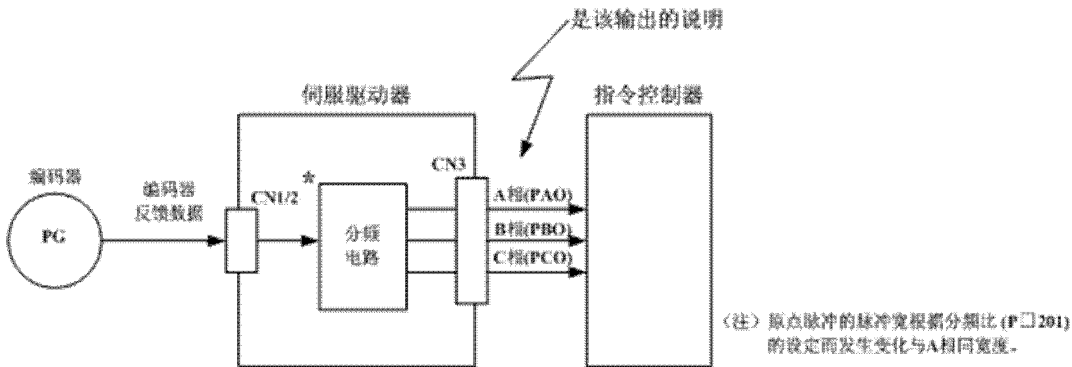 是该输出的说明
伺服驱动器
指令控制器
编码器
PG
编码器
反馈数据
CN1/2
*
分频
电路
CN3
A相(PAO)
B相(PBO)
C相(PCO)
(注) 原点脉冲的脉冲宽根据分频比 (P□201)
的设定而发生变化与A相同宽度。